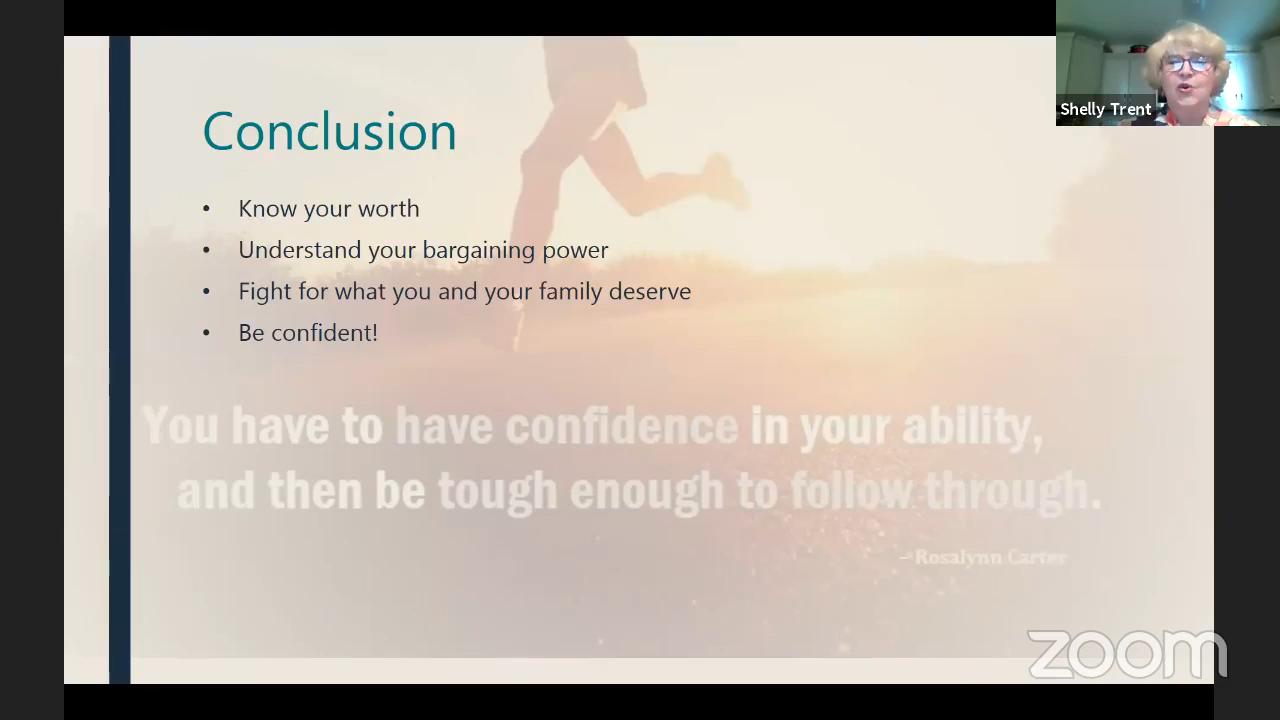 Conclusion
• Know your worth
• Understand your bargaining power
• Fight for what you and your family deserve
• Be confident!
You have to have confidence in your ability,
and then be tough enough to follow through.
– Rosalynn Carter
Shelly Trent
zoom